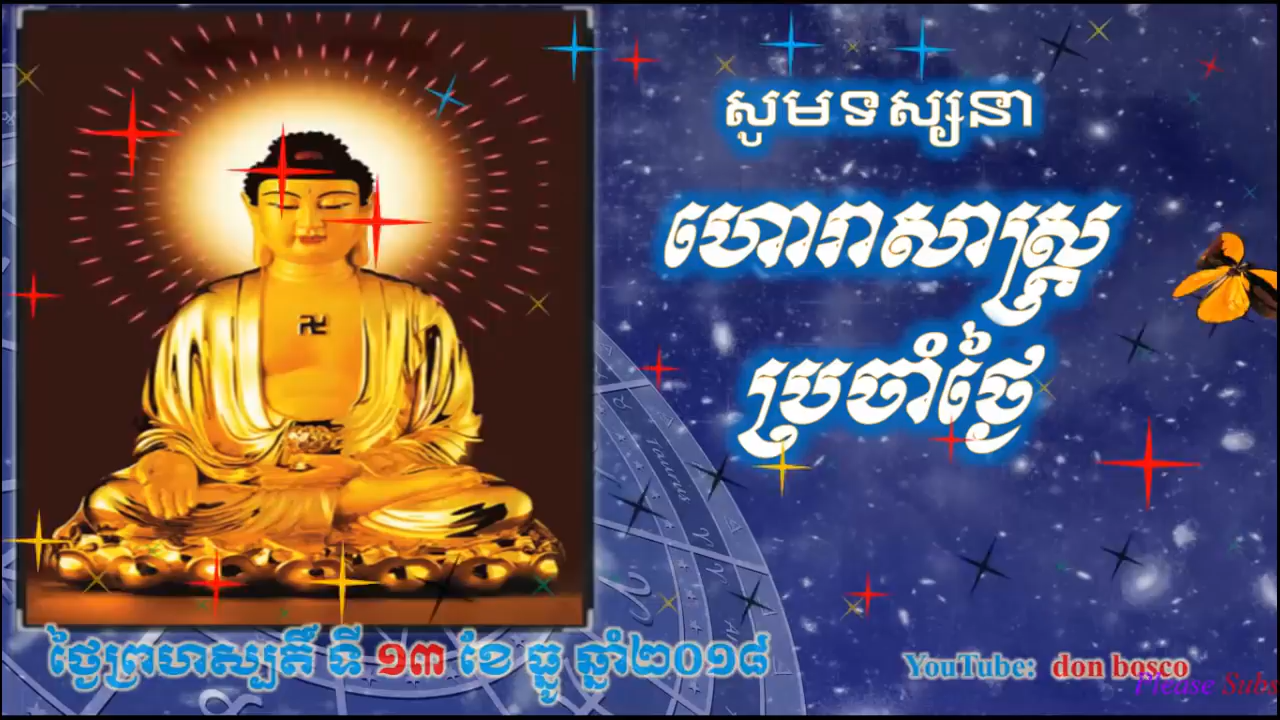 សូមទស្សនា
ហោរាសាស្ត្រ
ប្រចាំថ្ងៃ
Taurus
ថ្ងៃព្រហស្បតិ៍ ទី ១៣ ខែ ធ្នូ ឆ្នាំ២០១៨
YouTube: don bosco
Please Subs